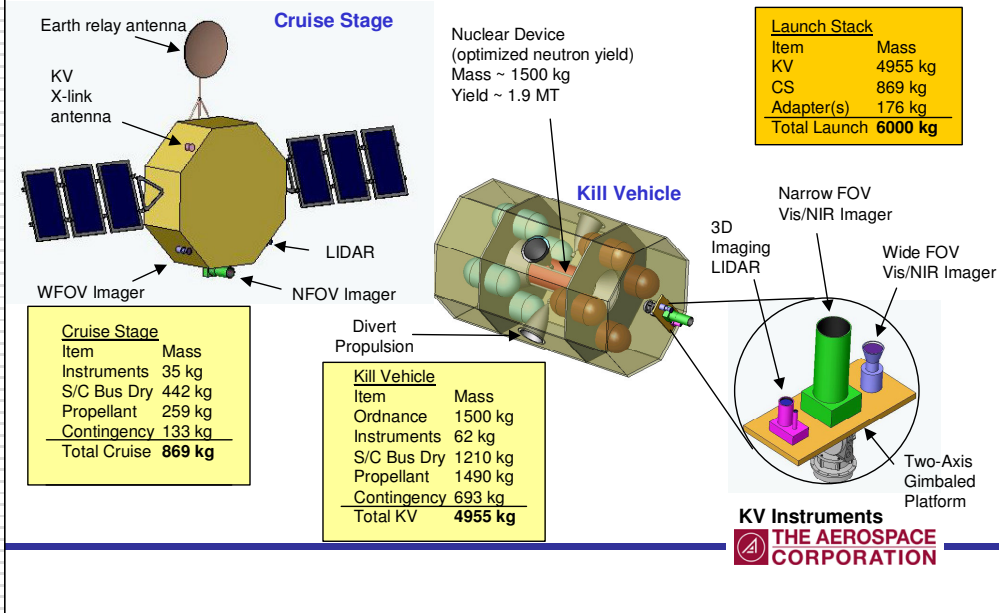 Cruise Stage
Earth relay antenna
KV
X-link
antenna
LIDAR
WFOV Imager
NFOV Imager
Cruise Stage
Item Mass
Instruments 35 kg
S/C Bus Dry 442 kg
Propellant 259 kg
Contingency 133 kg
Total Cruise 869 kg
Nuclear Device
(optimized neutron yield)
Mass ~ 1500 kg
Yield ~ 1.9 MT
Kill Vehicle
Divert
Propulsion
Kill Vehicle
Item Mass
Ordnance 1500 kg
Instruments 62 kg
S/C Bus Dry 1210 kg
Propellant 1490 kg
Contingency 693 kg
Total KV 4955 kg
Launch Stack
Item Mass
KV 4955 kg
CS 869 kg
Adapter(s) 176 kg
Total Launch 6000 kg
Narrow FOV
Vis/NIR Imager
3D
Imaging
LIDAR
Wide FOV
Vis/NIR Imager
Two-Axis
Gimbaled
Platform
KV Instruments
THE AEROSPACE
CORPORATION